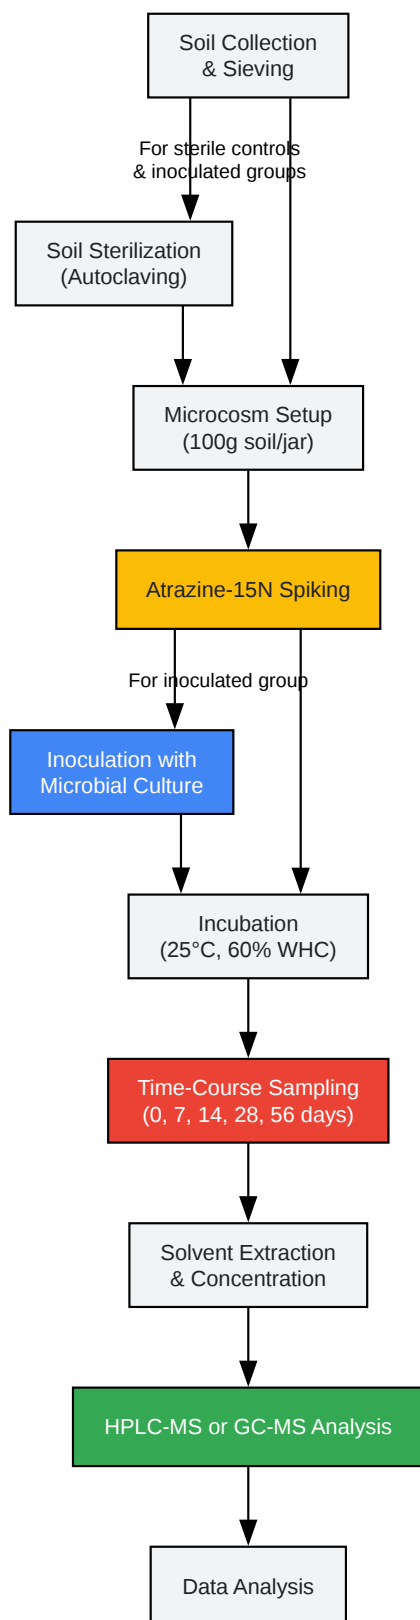 Soil Collection
& Sieving
For sterile controls
& inoculated groups
Soil Sterilization
(Autoclaving)
Microcosm Setup
(100g soil/jar)
Atrazine-15N Spiking
For inoculated group
Inoculation with
Microbial Culture
Incubation
(25°C, 60% WHC)
Time-Course Sampling
(0, 7, 14, 28, 56 days)
Solvent Extraction
& Concentration
HPLC-MS or GC-MS Analysis
Data Analysis